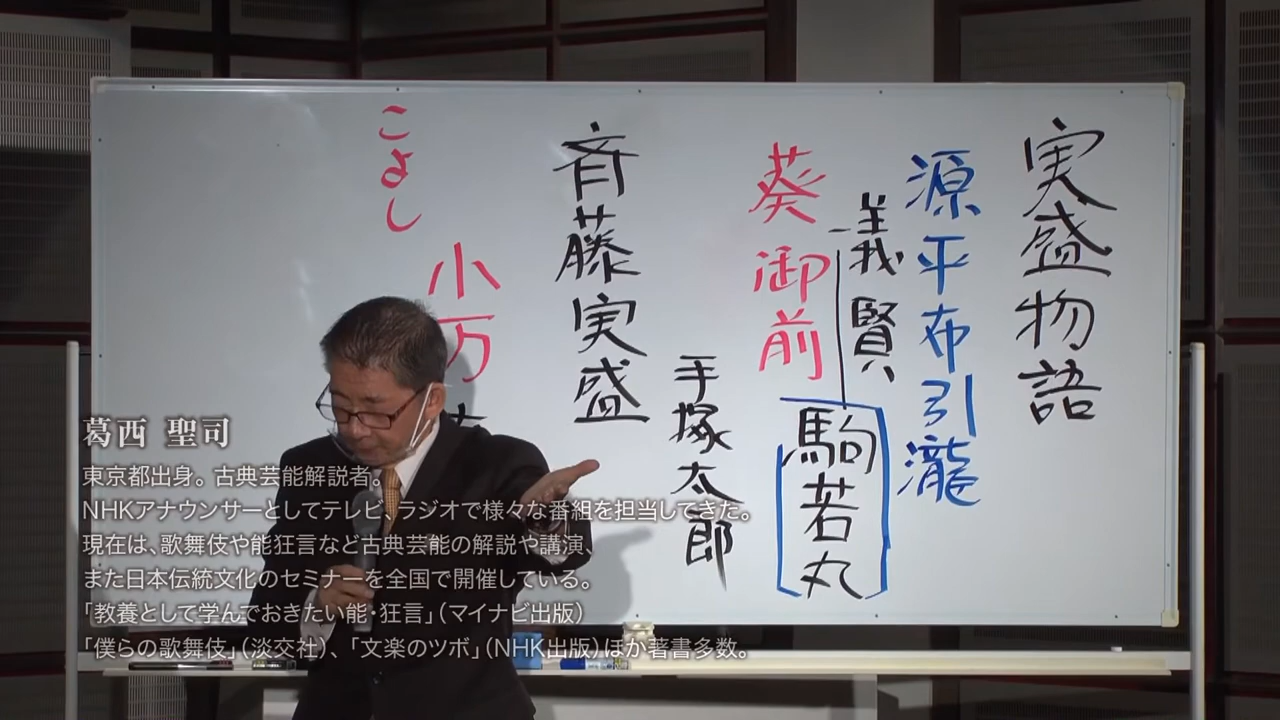 実盛物語
源平布引瀧
義賢
葵御前
駒若丸
手塚太郎
斉藤実盛
小万
こよし
葛西 聖司
東京都出身。古典芸能解説者。
NHKアナウンサーとしてテレビ、ラジオで様々な番組を担当してきた。
現在は、歌舞伎や能狂言など古典芸能の解説や講演、
また日本伝統文化のセミナーを全国で開催している。
「教養として学んでおきたい能・狂言」（マイナビ出版）
「僕らの歌舞伎」（淡交社）、「文楽のツボ」（NHK出版）ほか著書多数。